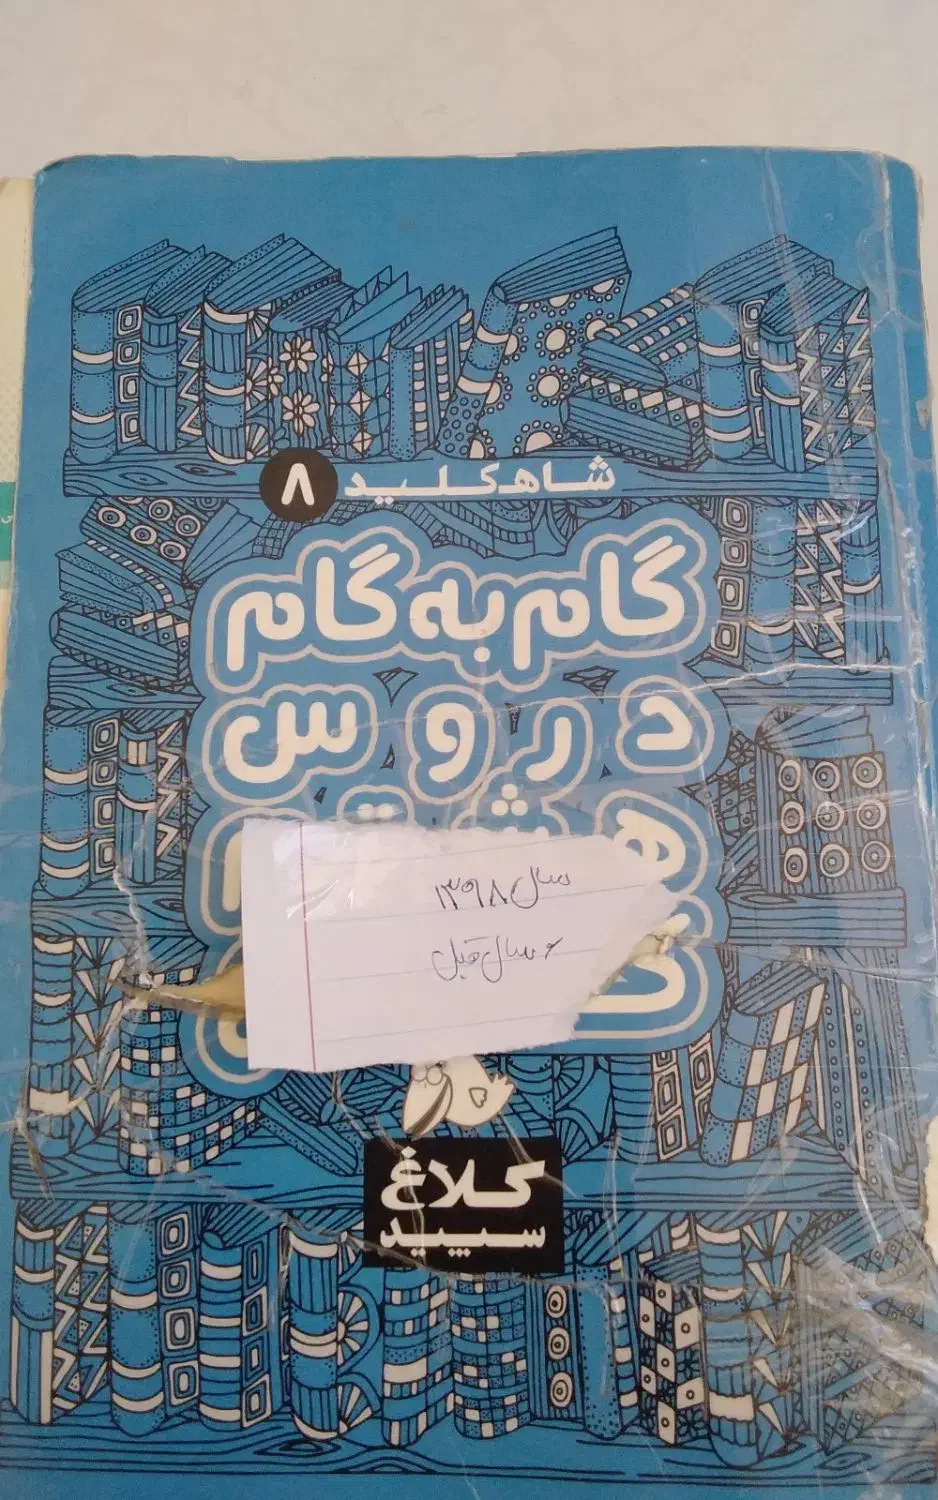 شاه‌کلید ۸
گام به گام
دروس
سال ۱۳۹۸
۶ سال قبل
کلاغ
سپید